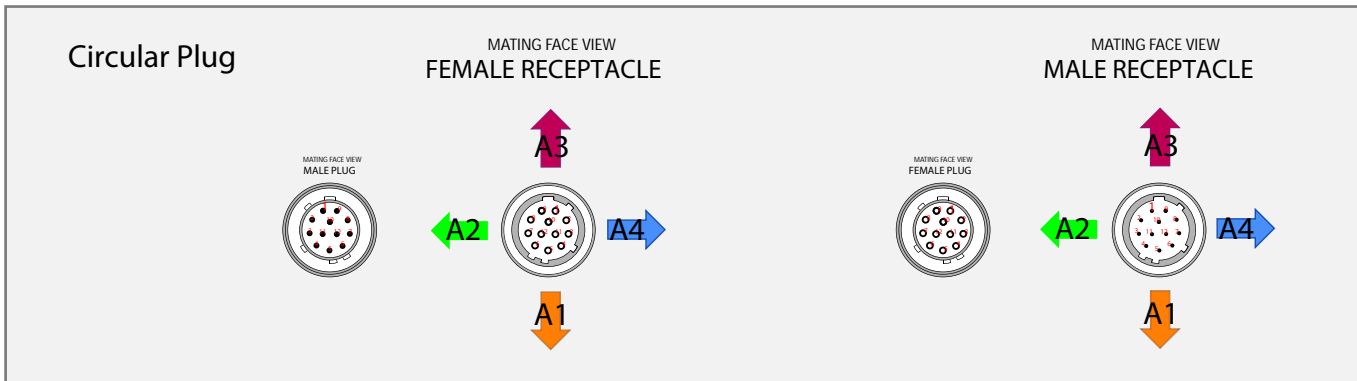 Circular Plug
MATING FACE VIEW
FEMALE RECEPTACLE
A3
MATING FACE VIEW
MALE PLUG
A2
A4
A1
MATING FACE VIEW
MALE RECEPTACLE
A3
MATING FACE VIEW
FEMALE PLUG
A2
A4
A1